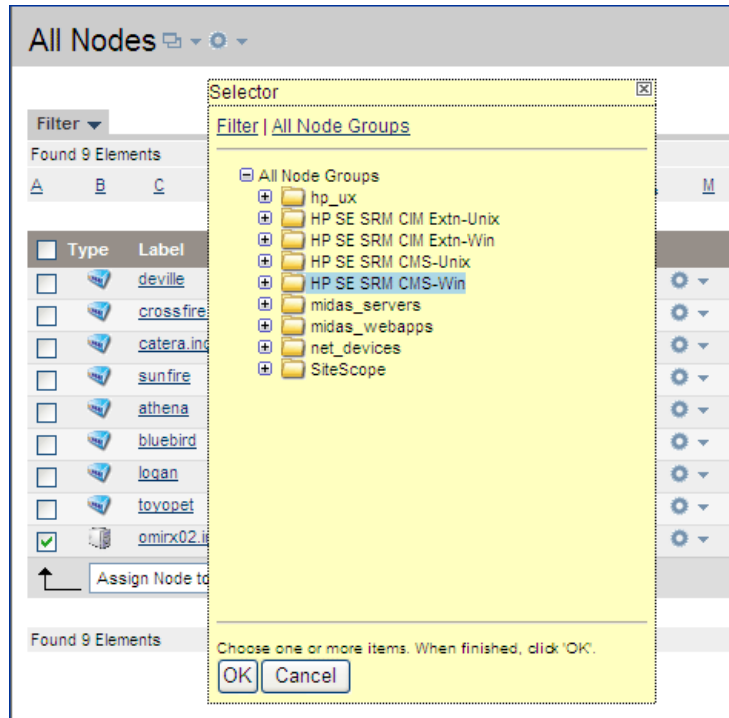 All Nodes
Selector
Filter
Filter | All Node Groups
Found 9 Elements
A B C M
All Node Groups
hp_ux
HP SE SRM CIM Extn-Unix
HP SE SRM CIM Extn-Win
HP SE SRM CMS-Unix
HP SE SRM CMS-Win
midas_servers
midas_webapps
net_devices
SiteScope
Type Label
deville
crossfire
catera.ind
sunfire
athena
bluebird
logan
toyopet
omirx02.i
Assign Node to
Found 9 Elements
Choose one or more items. When finished, click 'OK'.
OK Cancel